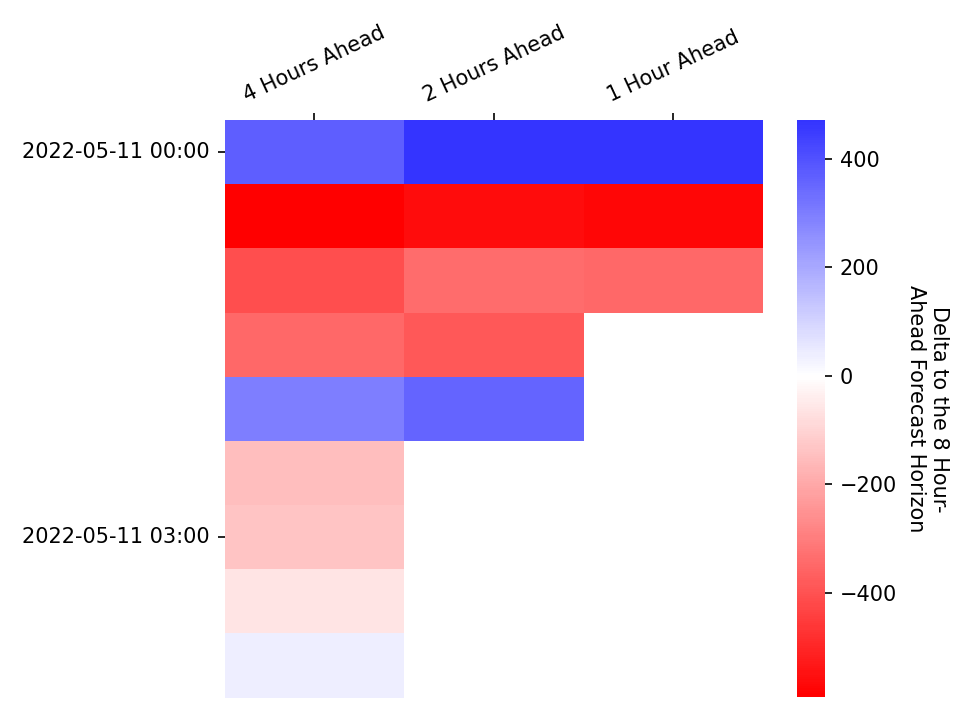 4 Hours Ahead
2 Hours Ahead
1 Hour Ahead
2022-05-11 00:00
2022-05-11 03:00
400
200
0
−200
−400
Delta to the 8 Hour-
Ahead Forecast Horizon